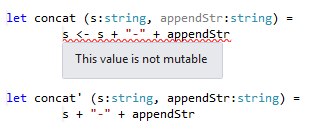 let concat (s:string, appendStr:string) =
s <- s + "-" + appendStr
This value is not mutable
let concat' (s:string, appendStr:string) =
s + "-" + appendStr